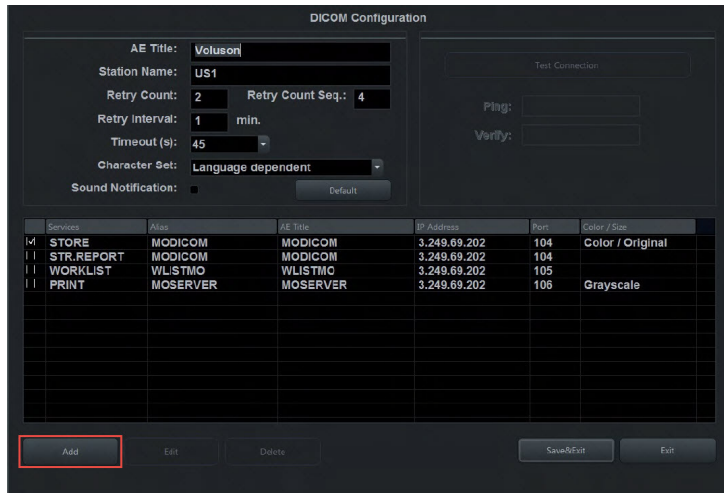 DICOM Configuration
AE Title: Voluson
Station Name: US1
Retry Count: 2 Retry Count Seq.: 4
Retry Interval: 1 min.
Timeout (s): 45
Character Set: Language dependent
Sound Notification:
Default
Test Connection
Ping:
Verify:
Services Alias AE Title IP Address Port Color / Size
STORE MODICOM MODICOM 3.249.69.202 104 Color / Original
STR.REPORT MODICOM MODICOM 3.249.69.202 104
WORKLIST WLISTMO WLISTMO 3.249.69.202 105
PRINT MOSERVER MOSERVER 3.249.69.202 106 Grayscale
Add Edit Delete Save&Exit Exit